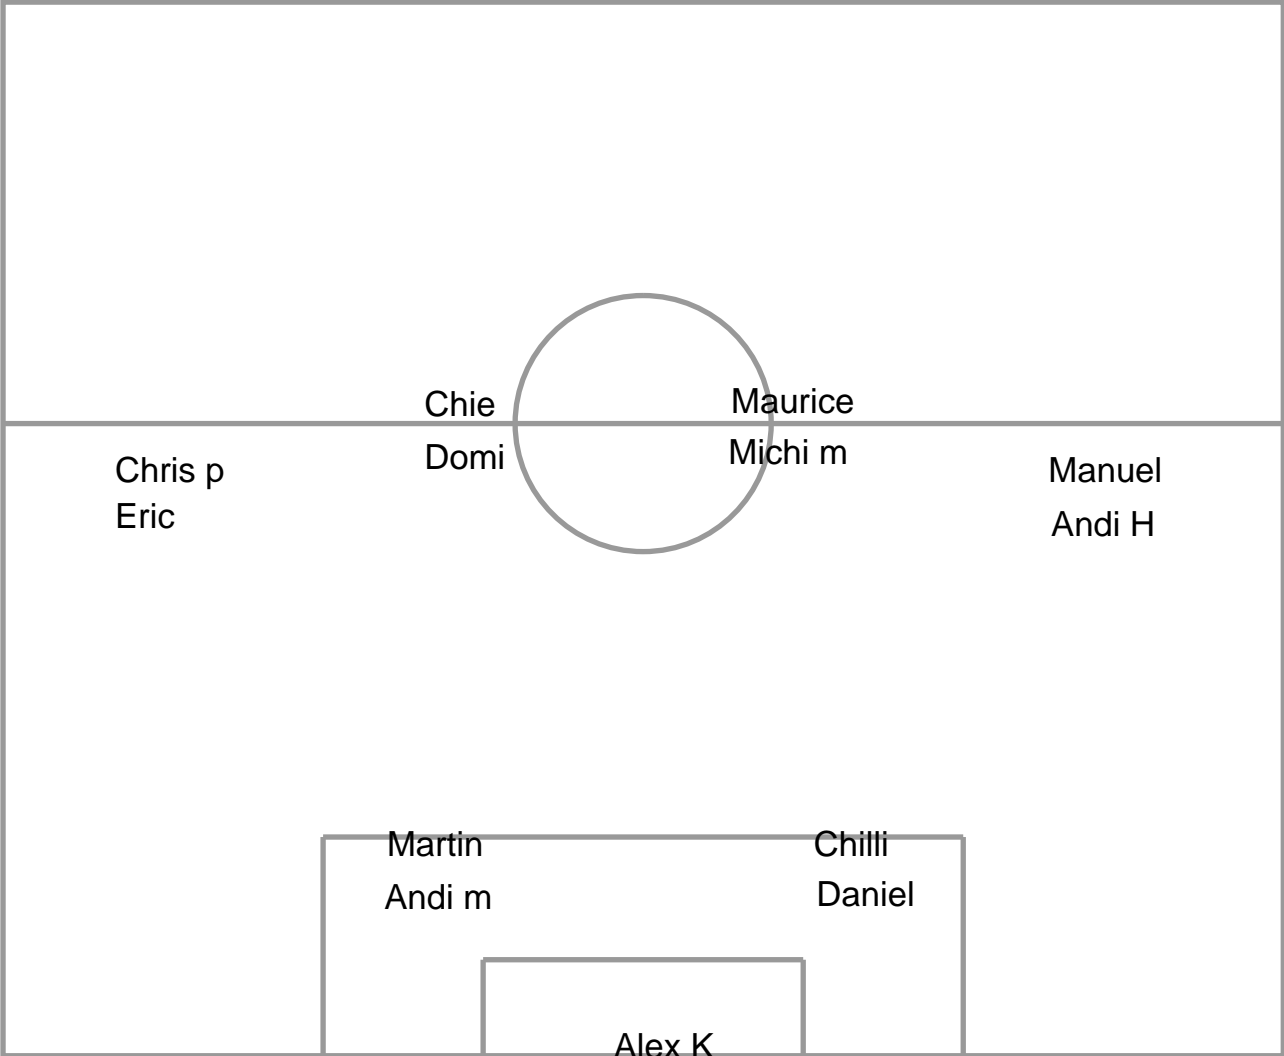 Chie
Maurice
Domi
Michi m
Chris p
Manuel
Eric
Andi H
Martin
Chilli
Andi m
Daniel
Alex K